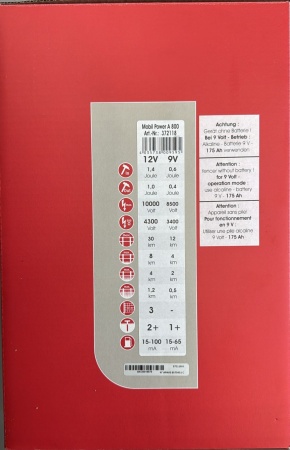 Mobil Power A 800
Art.-Nr.: 372118
12V 9V
1,4 0,6
Joule Joule
1,0 0,4
Joule Joule
10000 8500
Volt Volt
4300 3400
Volt Volt
30 12
km km
8 4
km km
4 2
km km
1,2 0,5
km km
3 -
2+ 1+
15-100 15-65
mA mA
Achtung :
Gerät ohne Batterie !
Bei 9 Volt - Betrieb :
Alkaline - Batterie 9 V -
175 Ah verwenden
Attention :
fencer without battery !
for 9 Volt -
operation mode :
use alcaline - battery
9 Volt - 175 Ah
Attention :
Appareil sans pile!
Pour fonctionnement
en 9 V :
Utiliser une pile alcaline
9 Volt - 175 Ah